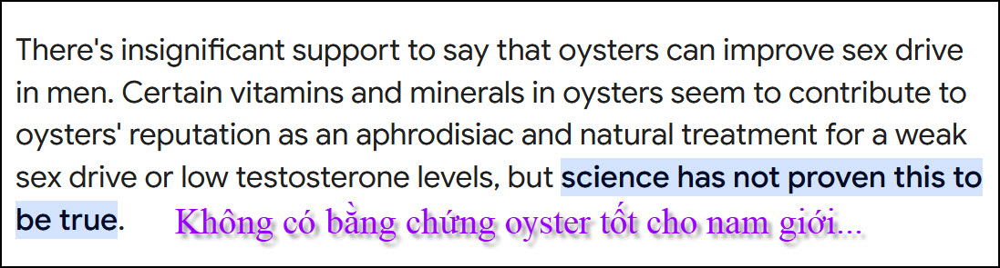 There's insignificant support to say that oysters can improve sex drive
in men. Certain vitamins and minerals in oysters seem to contribute to
oysters' reputation as an aphrodisiac and natural treatment for a weak
sex drive or low testosterone levels, but science has not proven this to
be true. Không có bằng chứng oyster tốt cho nam giới...